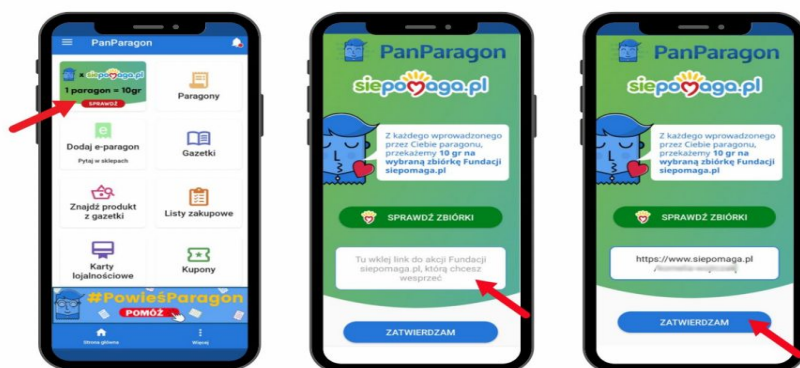 PanParagon
x siepomaga.pl
1 paragon = 10gr
SPRAWDŹ
Paragony
Dodaj e-paragon
Pytaj w sklepach
Gazetki
Znajdź produkt
z gazetki
Listy zakupowe
Karty
lojalnościowe
Kupony
#PowieśParagon
POMÓŻ
Strona główna
Więcej
PanParagon
siepomaga.pl
Z każdego wprowadzonego
przez Ciebie paragonu,
przekażemy 10 gr na
wybraną zbiórkę Fundacji
siepomaga.pl
SPRAWDŹ ZBIÓRKI
Tu wklej link do akcji Fundacji
siepomaga.pl, którą chcesz
wesprzeć
ZATWIERDZAM
PanParagon
siepomaga.pl
Z każdego wprowadzonego
przez Ciebie paragonu,
przekażemy 10 gr na
wybraną zbiórkę Fundacji
siepomaga.pl
SPRAWDŹ ZBIÓRKI
https://www.siepomaga.pl
/
ZATWIERDZAM